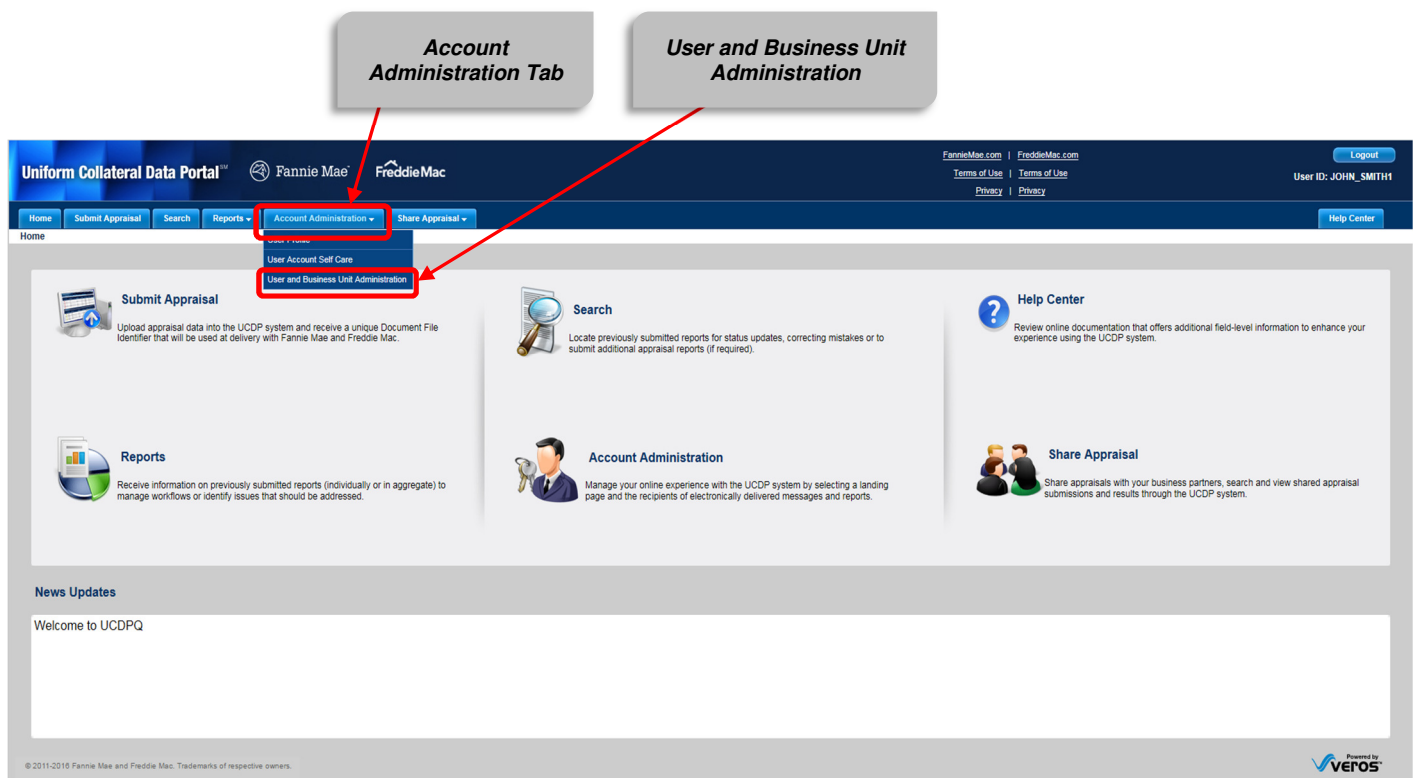 Account
Administration Tab
User and Business Unit
Administration
Uniform Collateral Data Portal℠
Fannie Mae
Freddie Mac
FannieMae.com | FreddieMac.com
Terms of Use | Terms of Use
Privacy | Privacy
Logout
User ID: JOHN_SMITH1
Home
Submit Appraisal
Search
Reports
Account Administration
Share Appraisal
Help Center
Home
User Profile
User Account Self Care
User and Business Unit Administration
Submit Appraisal
Upload appraisal data into the UCDP system and receive a unique Document File
Identifier that will be used at delivery with Fannie Mae and Freddie Mac.
Search
Locate previously submitted reports for status updates, correcting mistakes or to
submit additional appraisal reports (if required).
Help Center
Review online documentation that offers additional field-level information to enhance your
experience using the UCDP system.
Reports
Receive information on previously submitted reports (individually or in aggregate) to
manage workflows or identify issues that should be addressed.
Account Administration
Manage your online experience with the UCDP system by selecting a landing
page and the recipients of electronically delivered messages and reports.
Share Appraisal
Share appraisals with your business partners, search and view shared appraisal
submissions and results through the UCDP system.
News Updates
Welcome to UCDPQ
© 2011-2016 Fannie Mae and Freddie Mac. Trademarks of respective owners.
Powered by
veros